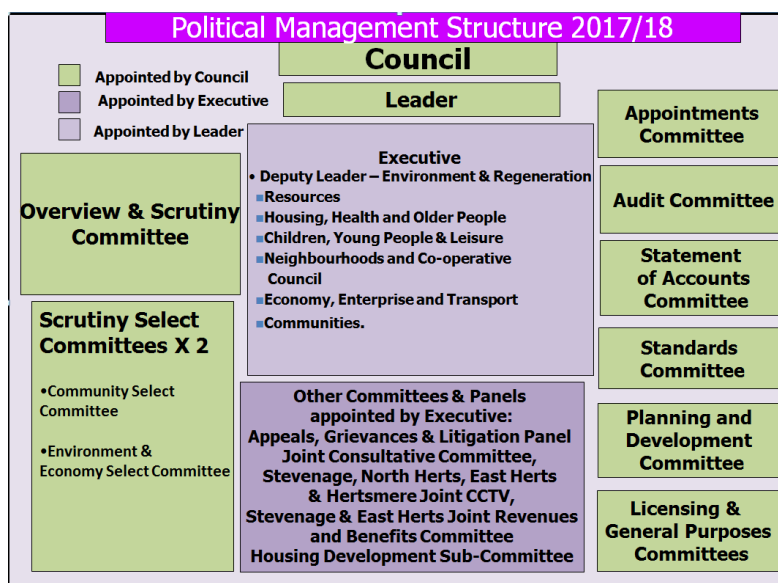 Political Management Structure 2017/18
Council
Leader
Appointed by Council
Appointed by Executive
Appointed by Leader
Overview & Scrutiny
Committee
Scrutiny Select
Committees X 2
•Community Select
Committee
•Environment &
Economy Select Committee
Executive
• Deputy Leader – Environment & Regeneration
Resources
Housing, Health and Older People
Children, Young People & Leisure
Neighbourhoods and Co-operative
Council
Economy, Enterprise and Transport
Communities.
Other Committees & Panels
appointed by Executive:
Appeals, Grievances & Litigation Panel
Joint Consultative Committee,
Stevenage, North Herts, East Herts
& Hertsmere Joint CCTV,
Stevenage & East Herts Joint Revenues
and Benefits Committee
Housing Development Sub-Committee
Appointments
Committee
Audit Committee
Statement
of Accounts
Committee
Standards
Committee
Planning and
Development
Committee
Licensing &
General Purposes
Committees